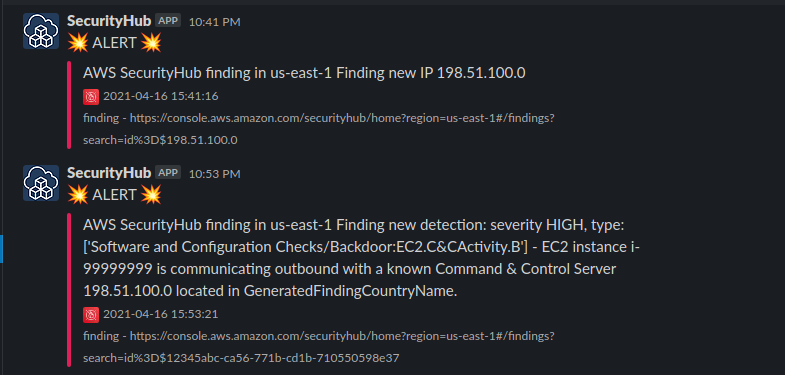 SecurityHub APP 10:41 PM
💥 ALERT 💥
AWS SecurityHub finding in us-east-1 Finding new IP 198.51.100.0
2021-04-16 15:41:16
finding - https://console.aws.amazon.com/securityhub/home?region=us-east-1#/findings?
search=id%3D$198.51.100.0
SecurityHub APP 10:53 PM
💥 ALERT 💥
AWS SecurityHub finding in us-east-1 Finding new detection: severity HIGH, type:
['Software and Configuration Checks/Backdoor:EC2.C&CActivity.B'] - EC2 instance i-
99999999 is communicating outbound with a known Command & Control Server
198.51.100.0 located in GeneratedFindingCountryName.
2021-04-16 15:53:21
finding - https://console.aws.amazon.com/securityhub/home?region=us-east-1#/findings?
search=id%3D$12345abc-ca56-771b-cd1b-710550598e37